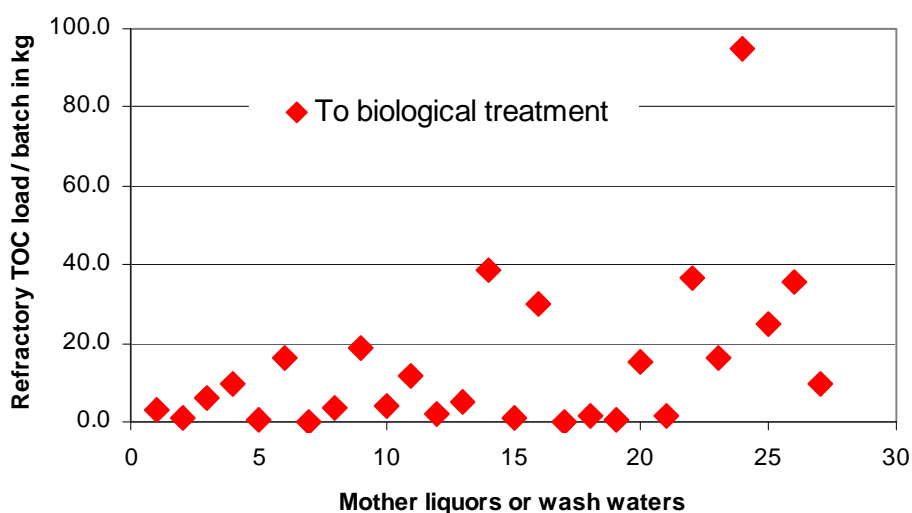 100.0
80.0
60.0
40.0
20.0
0.0
Refractory TOC load / batch in kg
To biological treatment
0 5 10 15 20 25 30
Mother liquors or wash waters